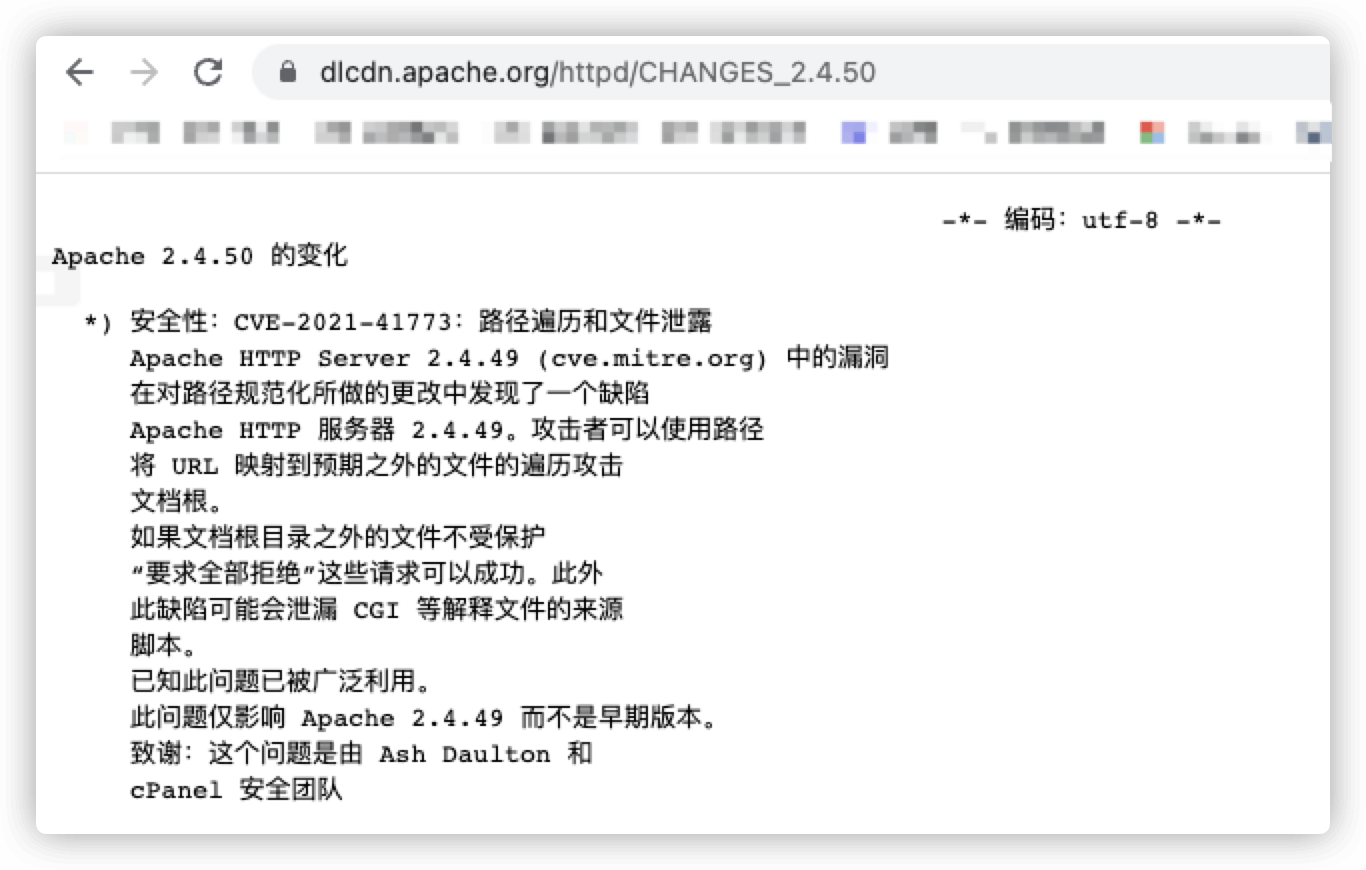 dlcdn.apache.org/httpd/CHANGES_2.4.50
-*- 编码：utf-8 -*-
Apache 2.4.50 的变化
*) 安全性：CVE-2021-41773：路径遍历和文件泄露
Apache HTTP Server 2.4.49 (cve.mitre.org) 中的漏洞
在对路径规范化所做的更改中发现了一个缺陷
Apache HTTP 服务器 2.4.49。攻击者可以使用路径
将 URL 映射到预期之外的文件的遍历攻击
文档根。
如果文档根目录之外的文件不受保护
“要求全部拒绝”这些请求可以成功。此外
此缺陷可能会泄漏 CGI 等解释文件的来源
脚本。
已知此问题已被广泛利用。
此问题仅影响 Apache 2.4.49 而不是早期版本。
致谢：这个问题是由 Ash Daulton 和
cPanel 安全团队